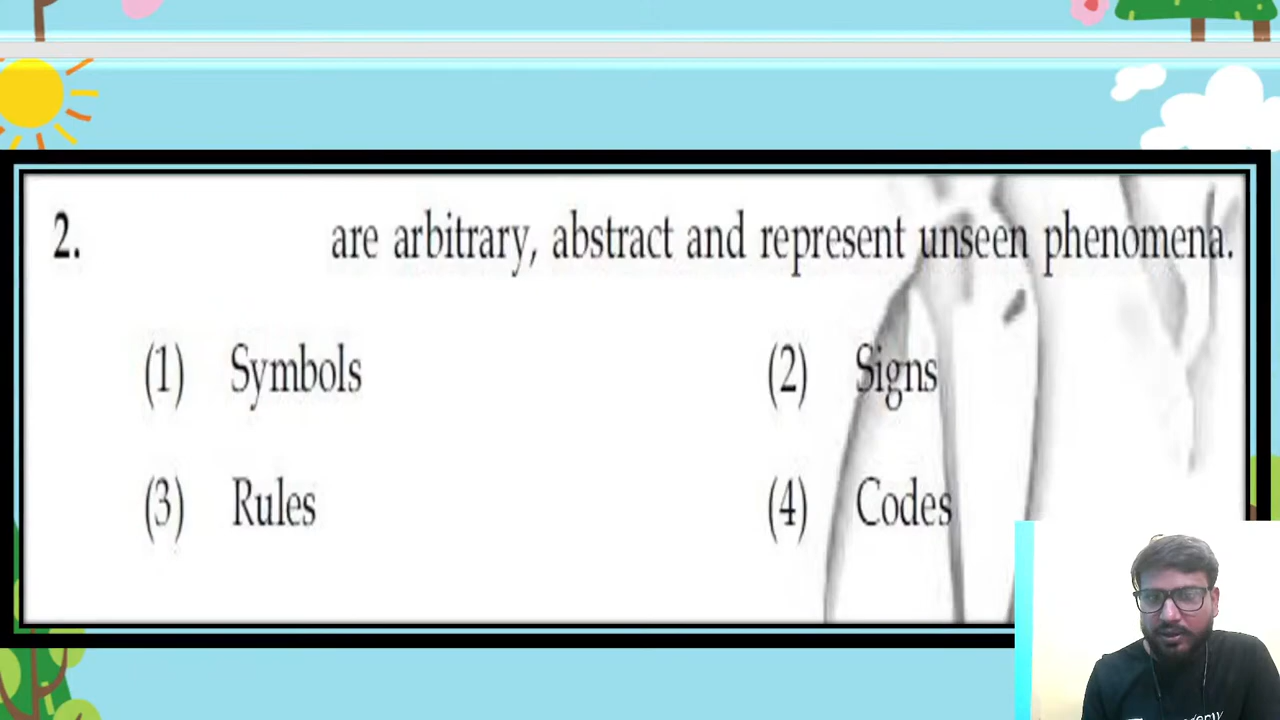 2. are arbitrary, abstract and represent unseen phenomena.
(1) Symbols (2) Signs
(3) Rules (4) Codes